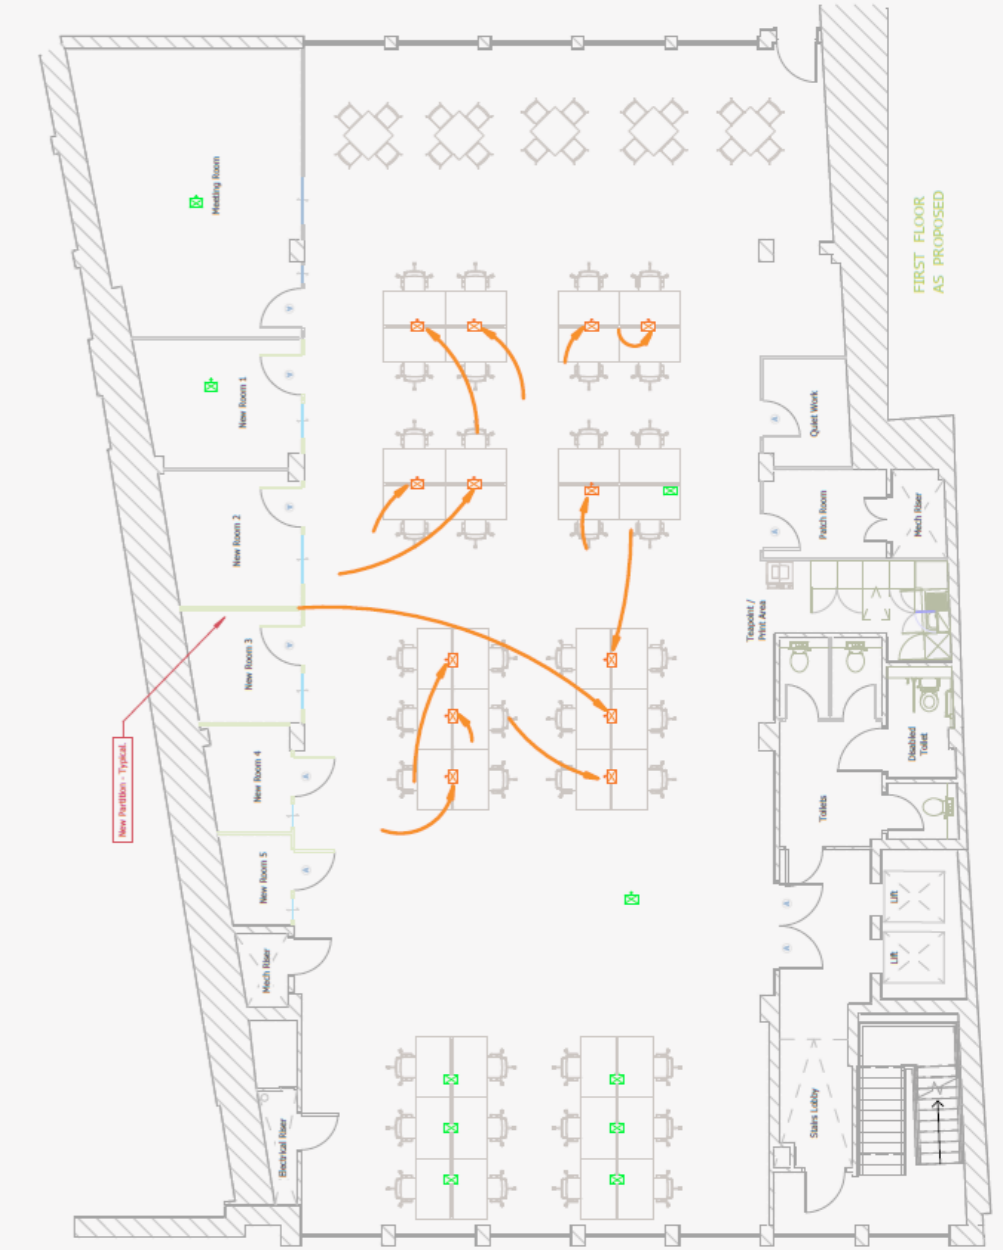 Meeting Room
New Room 1
New Room 2
New Room 3
New Room 4
New Room 5
Mech Riser
Electrical Riser
New Partition - Typical.
FIRST FLOOR
AS PROPOSED
Quiet Work
Patch Room
Mech Riser
Teapoint /
Print Area
Disabled
Toilet
Toilets
Lift
Lift
Stairs Lobby